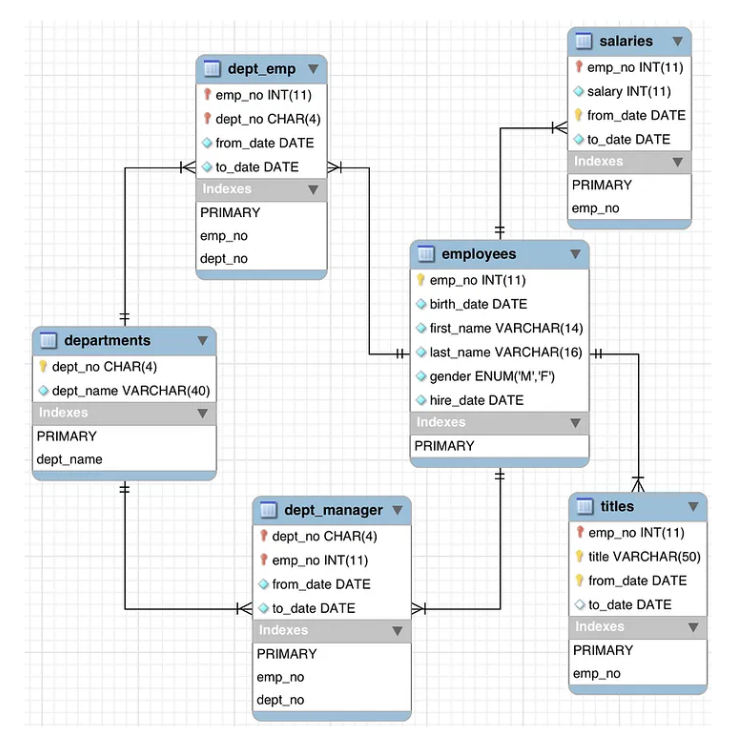 dept_emp
emp_no INT(11)
dept_no CHAR(4)
from_date DATE
to_date DATE
Indexes
PRIMARY
emp_no
dept_no
salaries
emp_no INT(11)
salary INT(11)
from_date DATE
to_date DATE
Indexes
PRIMARY
emp_no
employees
emp_no INT(11)
birth_date DATE
first_name VARCHAR(14)
last_name VARCHAR(16)
gender ENUM('M','F')
hire_date DATE
Indexes
PRIMARY
departments
dept_no CHAR(4)
dept_name VARCHAR(40)
Indexes
PRIMARY
dept_name
dept_manager
dept_no CHAR(4)
emp_no INT(11)
from_date DATE
to_date DATE
Indexes
PRIMARY
emp_no
dept_no
titles
emp_no INT(11)
title VARCHAR(50)
from_date DATE
to_date DATE
Indexes
PRIMARY
emp_no